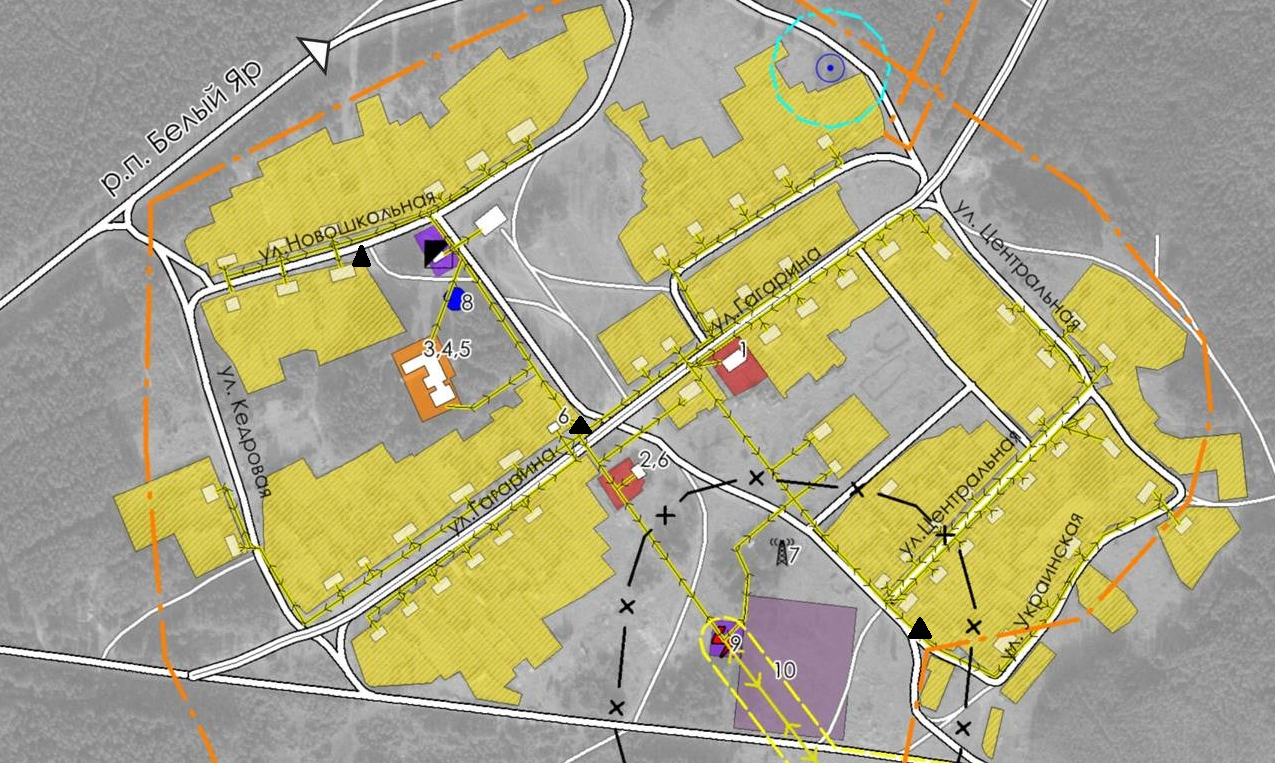 р.п. Белый Яр
ул.Новошкольная
ул. Центральная
ул.Гагарина
8
3,4,5
1
ул. Кедровая
6
2,6
ул.Гагарина
ул.Центральная
7
ул.Украинская
9
10